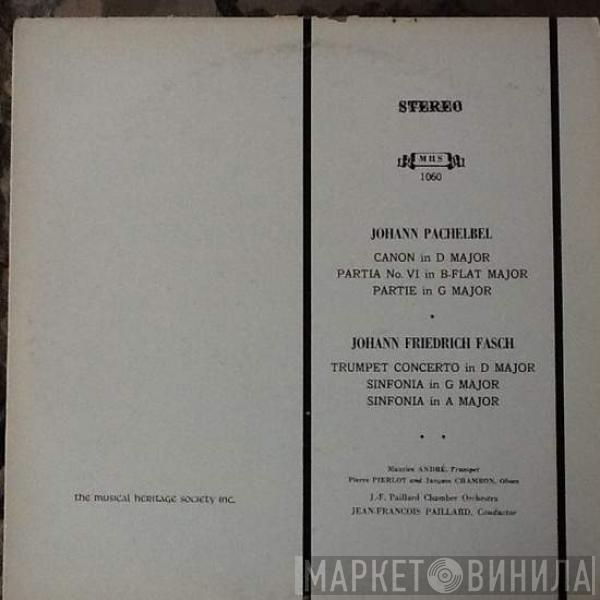 STEREO
MHS
1060
JOHANN PACHELBEL
CANON in D MAJOR
PARTIA No. VI in B-FLAT MAJOR
PARTIE in G MAJOR
JOHANN FRIEDRICH FASCH
TRUMPET CONCERTO in D MAJOR
SINFONIA in G MAJOR
SINFONIA in A MAJOR
Maurice ANDRÉ, Trumpet
Pierre PIERLOT and Jacques CHAMBON, Oboes
J.-F. Paillard Chamber Orchestra
JEAN-FRANCOIS PAILLARD, Conductor
the musical heritage society inc.
МАРКЕТ ВИНИЛА